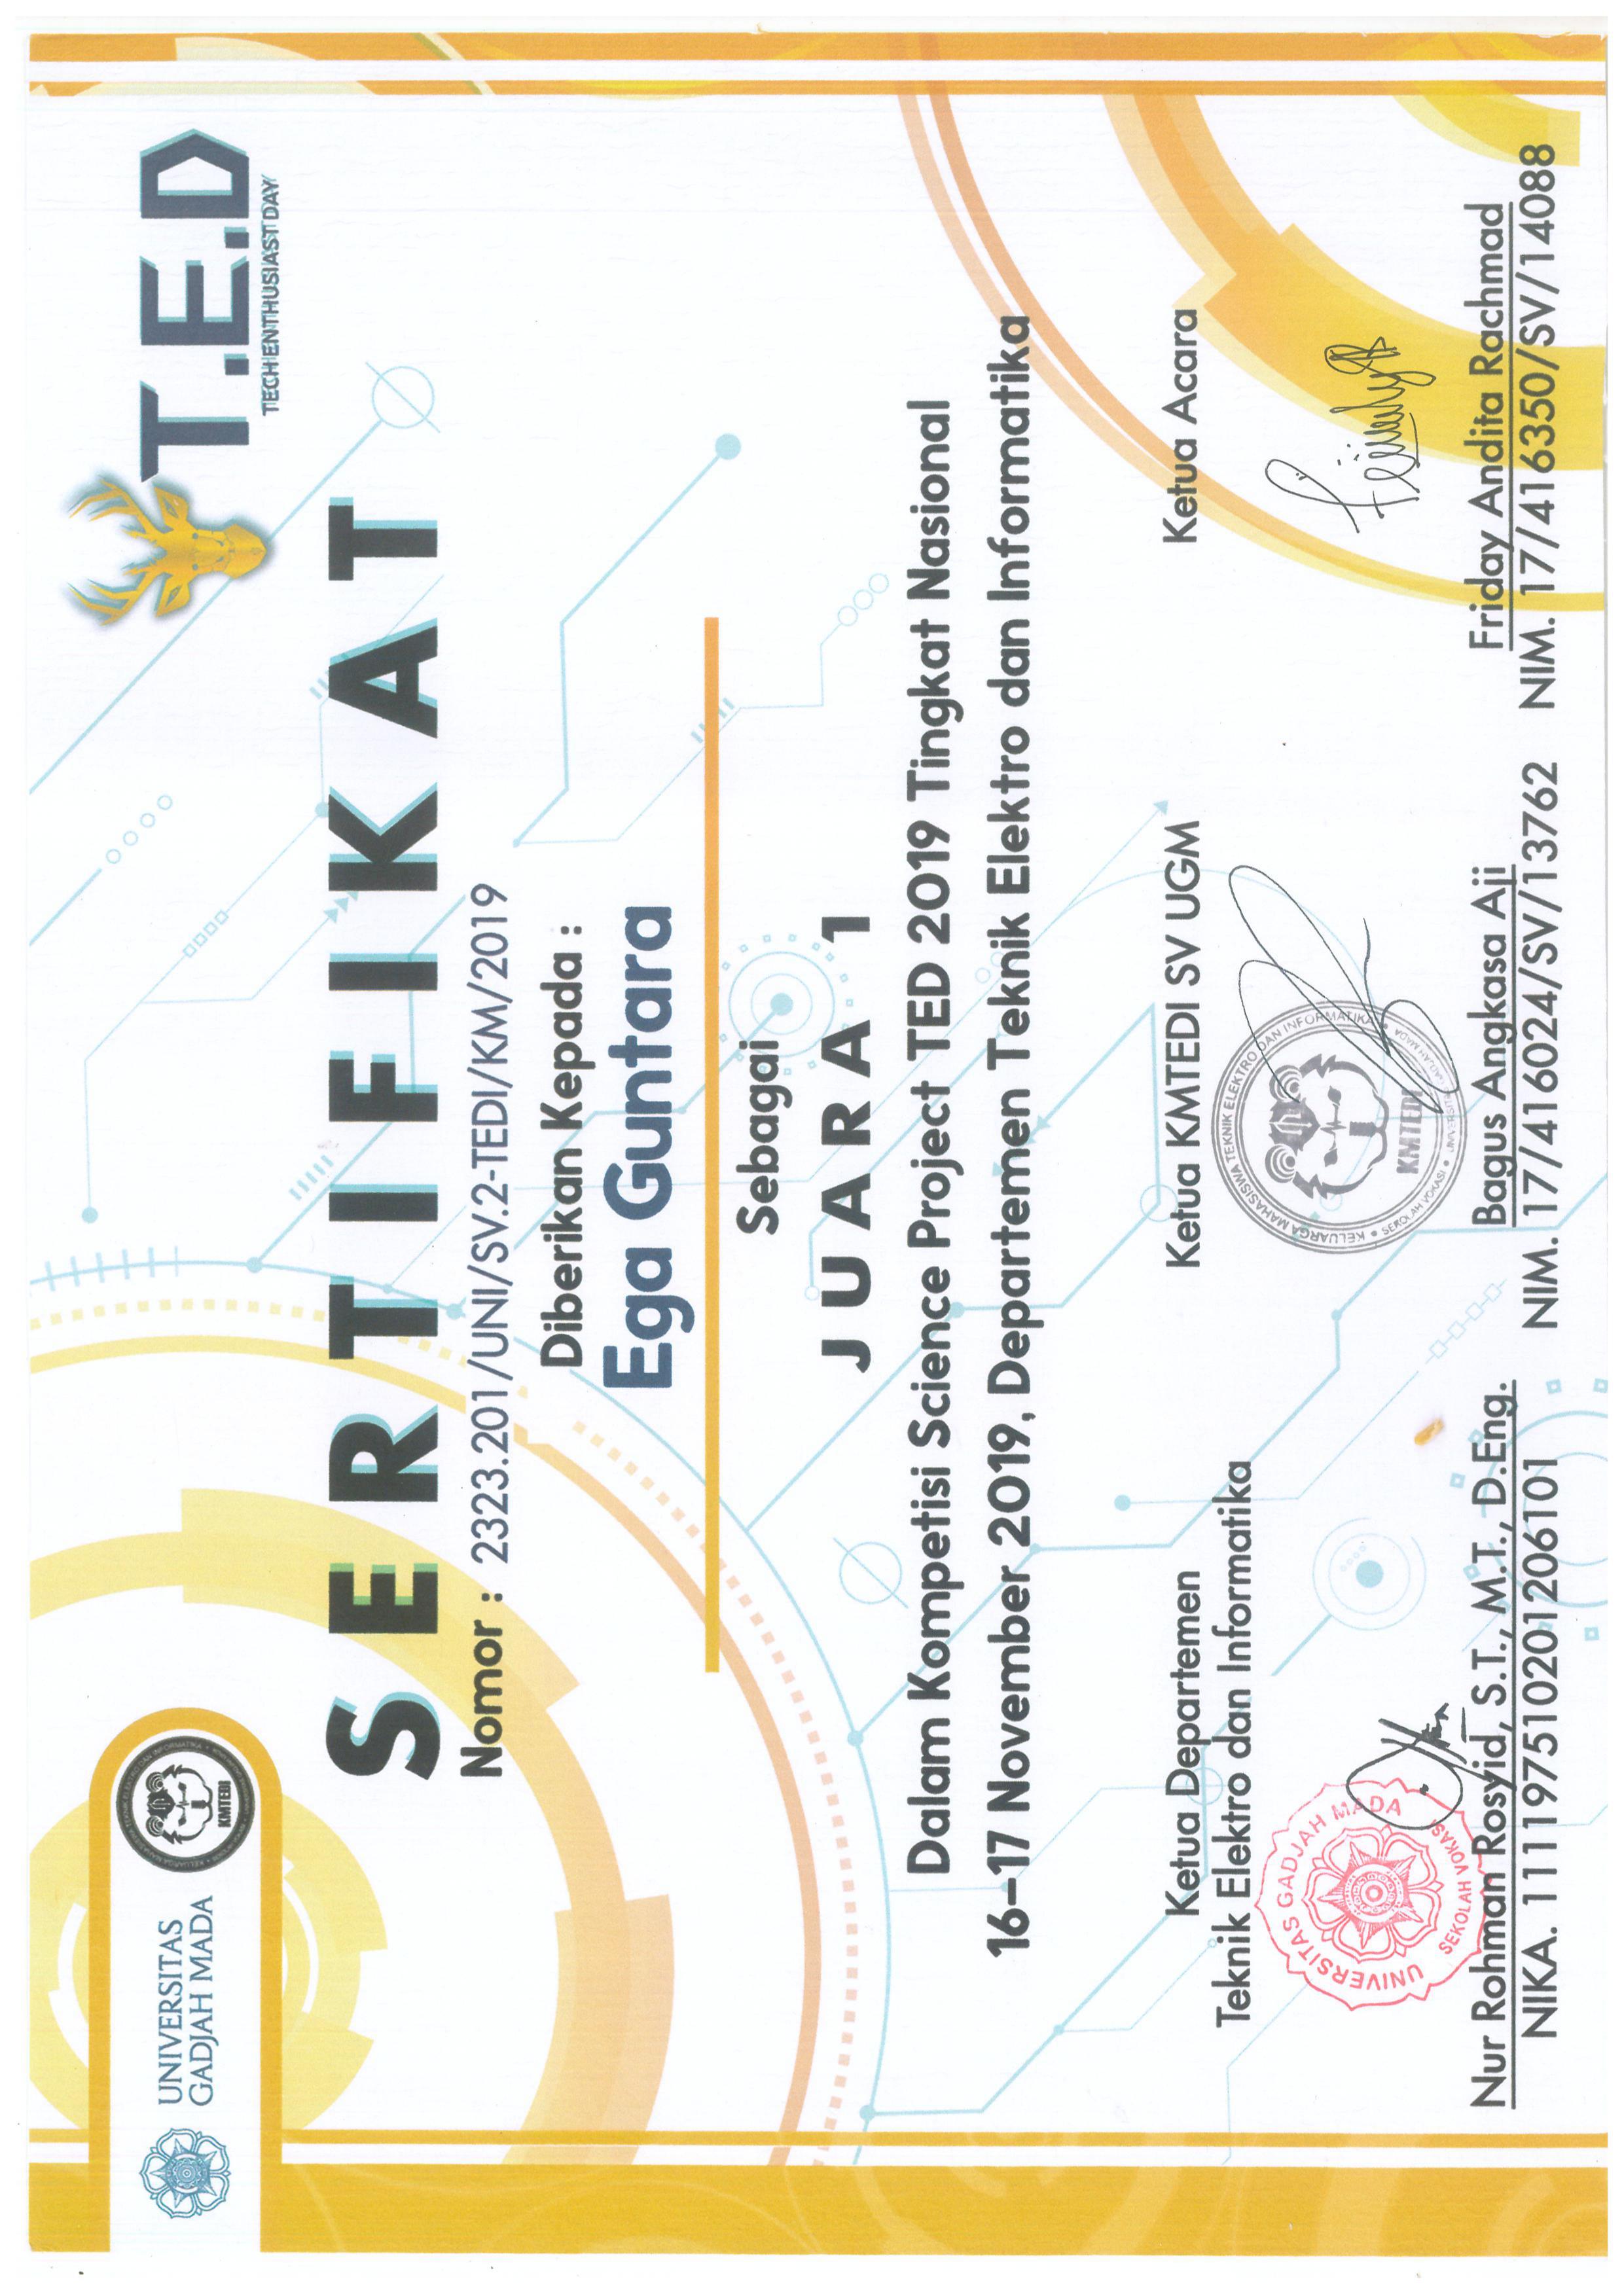 UNIVERSITAS
GADJAH MADA
KMTEDI
T.E.D
TECH ENTHUSIAST DAY
SERTIFIKAT
Nomor : 2323.201/UNI/SV.2-TEDI/KM/2019
Diberikan Kepada :
Ega Guntara
Sebagai
JUARA 1
Dalam Kompetisi Science Project TED 2019 Tingkat Nasional
16-17 November 2019, Departemen Teknik Elektro dan Informatika
Ketua Departemen
Teknik Elektro dan Informatika
UNIVERSITAS GADJAH MADA
SEKOLAH VOKASI
Nur Rohman Rosyid, S.T., M.T., D.Eng.
NIKA. 111197510201206101
Ketua KMTEDI SV UGM
KELUARGA MAHASISWA TEKNIK ELEKTRO DAN INFORMATIKA
SEKOLAH VOKASI • UNIVERSITAS GADJAH MADA
KMTEDI
Bagus Angkasa Aji
NIM. 17/416024/SV/13762
Ketua Acara
Friday Andita Rachmad
NIM. 17/416350/SV/14088